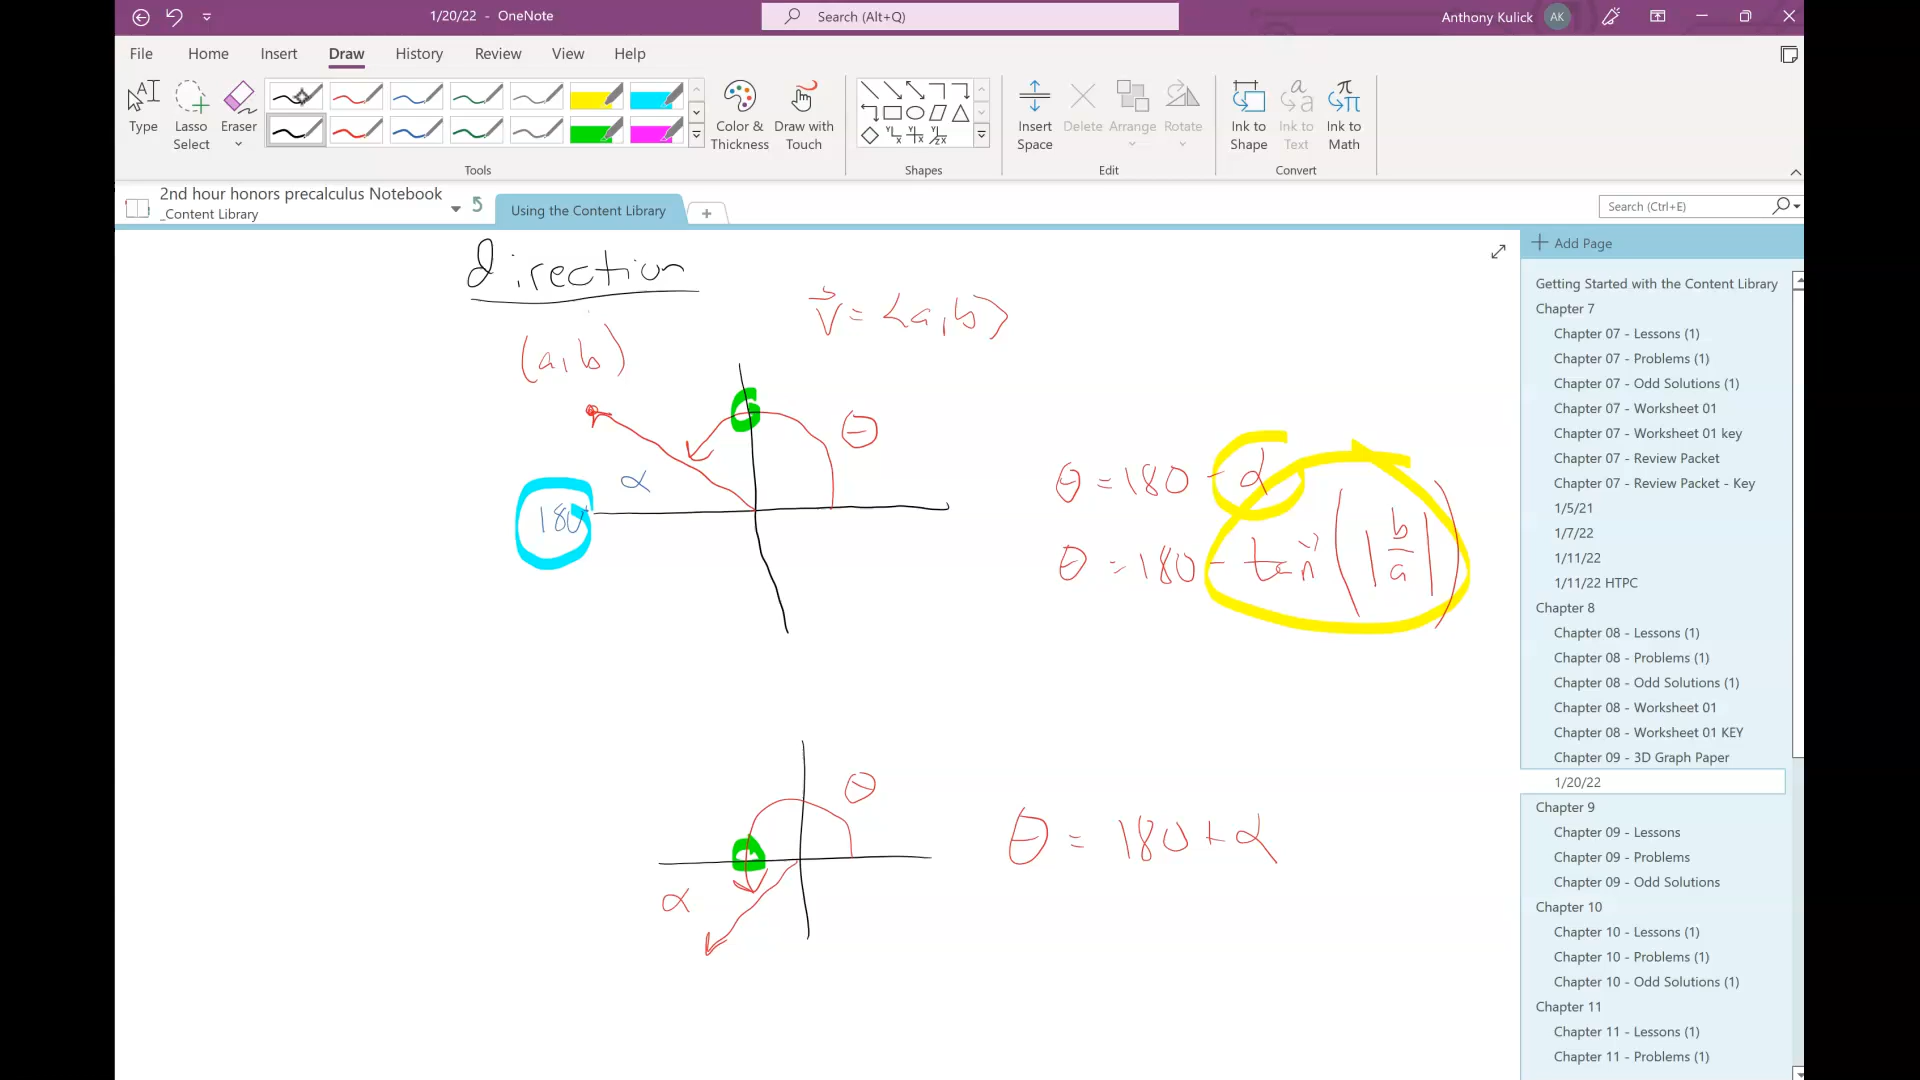 1/20/22 - OneNote
Search (Alt+Q)
Anthony Kulick
AK
File Home Insert Draw History Review View Help
Type
Lasso Select
Eraser
Color & Thickness
Draw with Touch
Insert Space
Delete
Arrange
Rotate
Ink to Shape
Ink to Text
Ink to Math
Tools
Shapes
Edit
Convert
2nd hour honors precalculus Notebook
_Content Library
Using the Content Library
Search (Ctrl+E)
Add Page
Getting Started with the Content Library
Chapter 7
Chapter 07 - Lessons (1)
Chapter 07 - Problems (1)
Chapter 07 - Odd Solutions (1)
Chapter 07 - Worksheet 01
Chapter 07 - Worksheet 01 key
Chapter 07 - Review Packet
Chapter 07 - Review Packet - Key
1/5/21
1/7/22
1/11/22
1/11/22 HTPC
Chapter 8
Chapter 08 - Lessons (1)
Chapter 08 - Problems (1)
Chapter 08 - Odd Solutions (1)
Chapter 08 - Worksheet 01
Chapter 08 - Worksheet 01 KEY
Chapter 09 - 3D Graph Paper
1/20/22
Chapter 9
Chapter 09 - Lessons
Chapter 09 - Problems
Chapter 09 - Odd Solutions
Chapter 10
Chapter 10 - Lessons (1)
Chapter 10 - Problems (1)
Chapter 10 - Odd Solutions (1)
Chapter 11
Chapter 11 - Lessons (1)
Chapter 11 - Problems (1)
direction
v⃗ = <a, b>
(a, b)
θ
α
180
θ = 180 - α
θ = 180 - tan⁻¹(|b/a|)
θ
α
θ = 180 + α